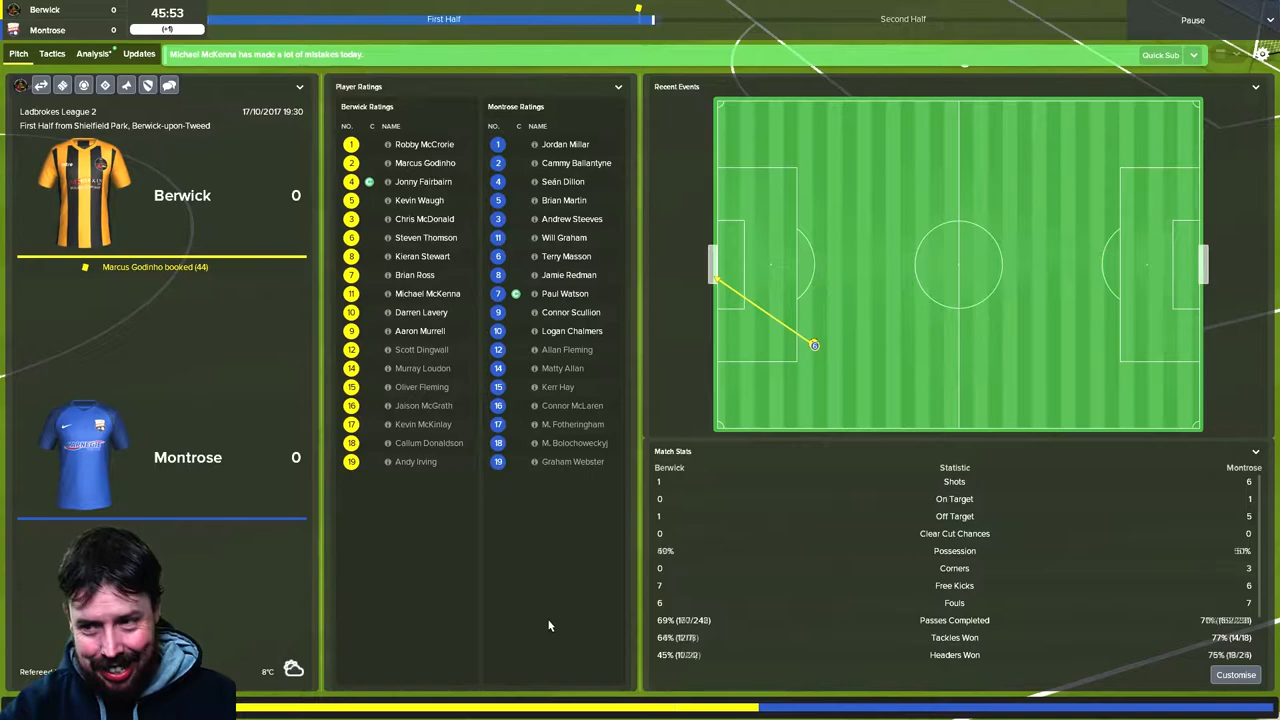 Berwick 0
Montrose 0
45:53
(+1)
First Half
Second Half
Pause
Pitch Tactics Analysis* Updates
Michael McKenna has made a lot of mistakes today.
Quick Sub
Ladbrokes League 2 17/10/2017 19:30
First Half from Shielfield Park, Berwick-upon-Tweed
Berwick 0
Marcus Godinho booked (44)
Montrose 0
Refereed
8°C
Player Ratings
Berwick Ratings
NO. C NAME
1 Robby McCrorie
2 Marcus Godinho
4 C Jonny Fairbairn
5 Kevin Waugh
3 Chris McDonald
6 Steven Thomson
8 Kieran Stewart
7 Brian Ross
11 Michael McKenna
10 Darren Lavery
9 Aaron Murrell
12 Scott Dingwall
14 Murray Loudon
15 Oliver Fleming
16 Jaison McGrath
17 Kevin McKinlay
18 Callum Donaldson
19 Andy Irving
Montrose Ratings
NO. C NAME
1 Jordan Millar
2 Cammy Ballantyne
4 Seán Dillon
5 Brian Martin
3 Andrew Steeves
11 Will Graham
6 Terry Masson
8 Jamie Redman
7 C Paul Watson
9 Connor Scullion
10 Logan Chalmers
12 Allan Fleming
14 Matty Allan
15 Kerr Hay
16 Connor McLaren
17 M. Fotheringham
18 M. Bolochoweckyj
19 Graham Webster
Recent Events
6
Match Stats
Berwick Statistic Montrose
1 Shots 6
0 On Target 1
1 Off Target 5
0 Clear Cut Chances 0
Possession
0 Corners 3
7 Free Kicks 6
6 Fouls 7
69% Passes Completed
Tackles Won 77% (14/18)
45% Headers Won 75%
Customise